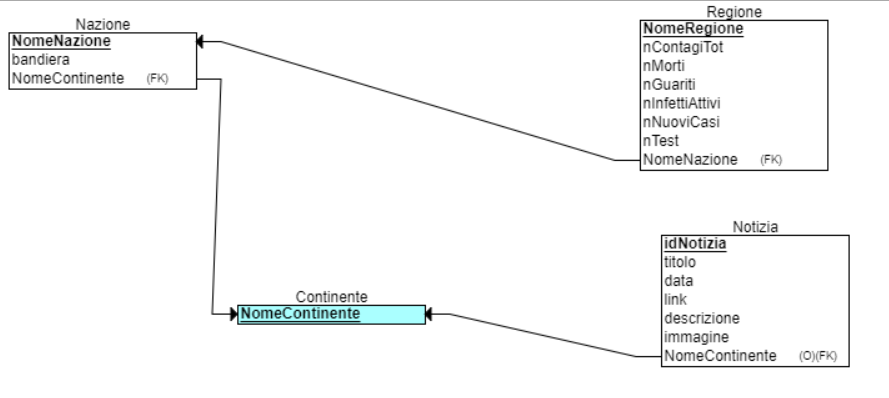 Nazione
NomeNazione
bandiera
NomeContinente (FK)
Regione
NomeRegione
nContagiTot
nMorti
nGuariti
nInfettiAttivi
nNuoviCasi
nTest
NomeNazione (FK)
Continente
NomeContinente
Notizia
idNotizia
titolo
data
link
descrizione
immagine
NomeContinente (O)(FK)